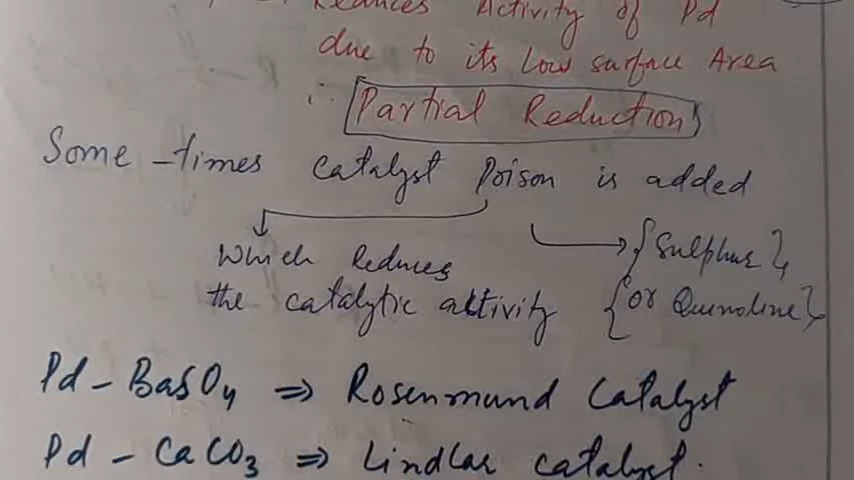 Reduces Activity of Pd
due to its Low surface Area
∴ Partial Reduction
Some-times catalyst Poison is added
Which Reduces {Sulphur}
the catalytic activity {or Quinoline}
Pd - BaSO4 ⇒ Rosenmund Catalyst
Pd - CaCO3 ⇒ Lindlar catalyst.